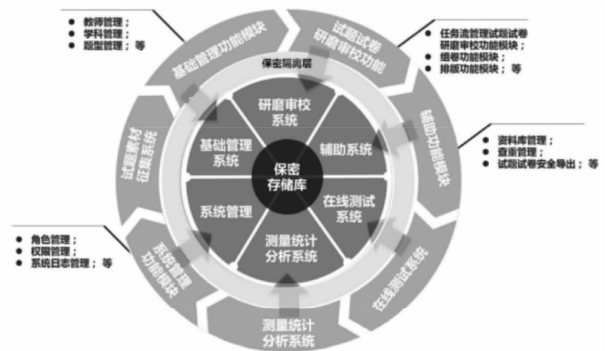 ● 教师管理；
● 学科管理；
● 题型管理；等
基础管理功能模块
试题试卷
研磨审校功能
● 任务流管理试题试卷
研磨审校功能模块；
● 组卷功能模块；
● 排版功能模块；等
保密隔离层
研磨审校
系统
基础管理
系统
辅助系统
保密
存储库
系统管理
在线测试
系统
测量统计
分析系统
试题素材
征集系统
辅助功能模块
● 资料库管理；
● 查重管理；
● 试题试卷安全导出；等
● 角色管理；
● 权限管理；
● 系统日志管理；等
系统管理
功能模块
在线测试系统
测量统计
分析系统